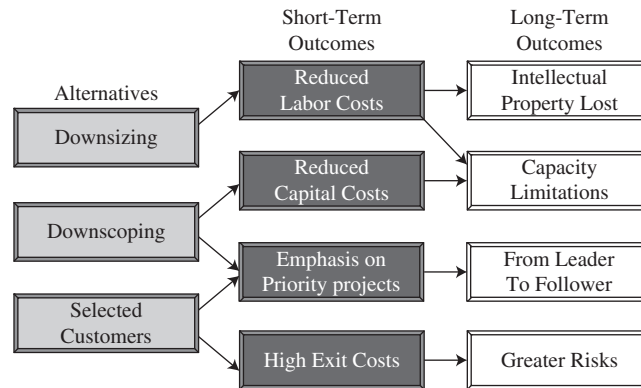 Short-Term
Outcomes
Long-Term
Outcomes
Alternatives
Downsizing
Downscoping
Selected
Customers
Reduced
Labor Costs
Reduced
Capital Costs
Emphasis on
Priority projects
High Exit Costs
Intellectual
Property Lost
Capacity
Limitations
From Leader
To Follower
Greater Risks